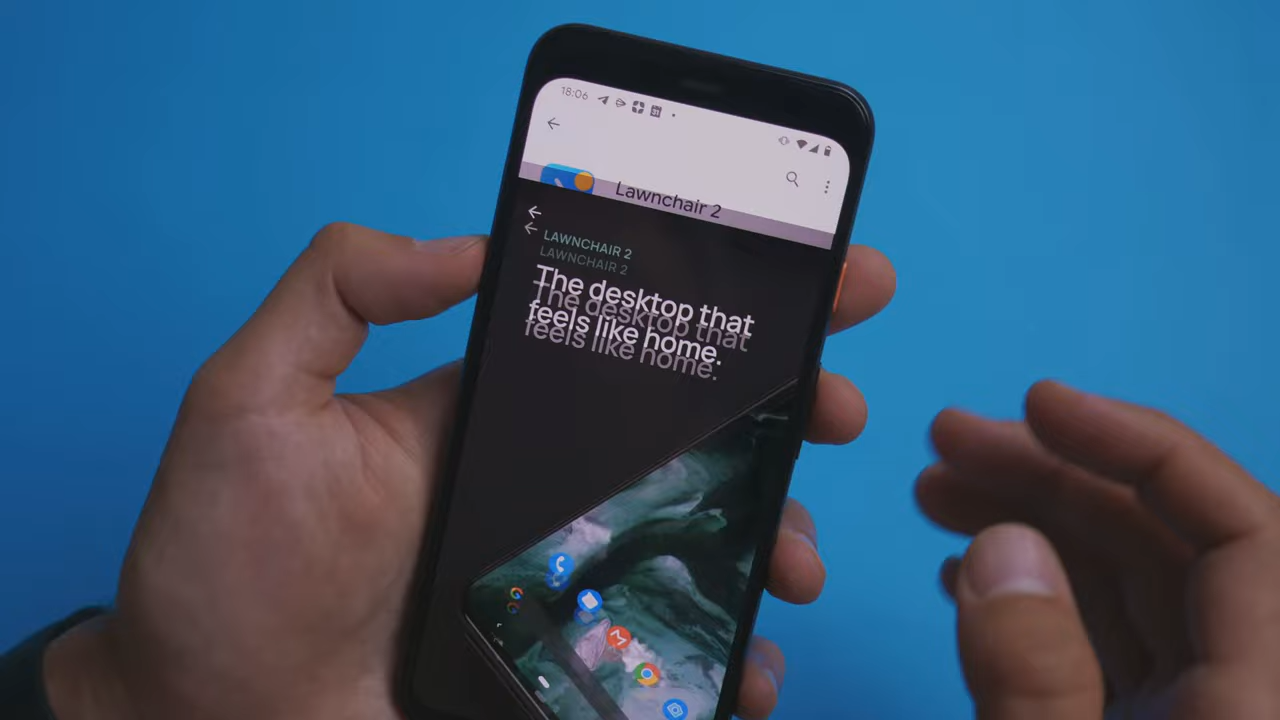 18:06
31
Lawnchair 2
LAWNCHAIR 2
LAWNCHAIR 2
The desktop that
The desktop that
feels like home.
feels like home.